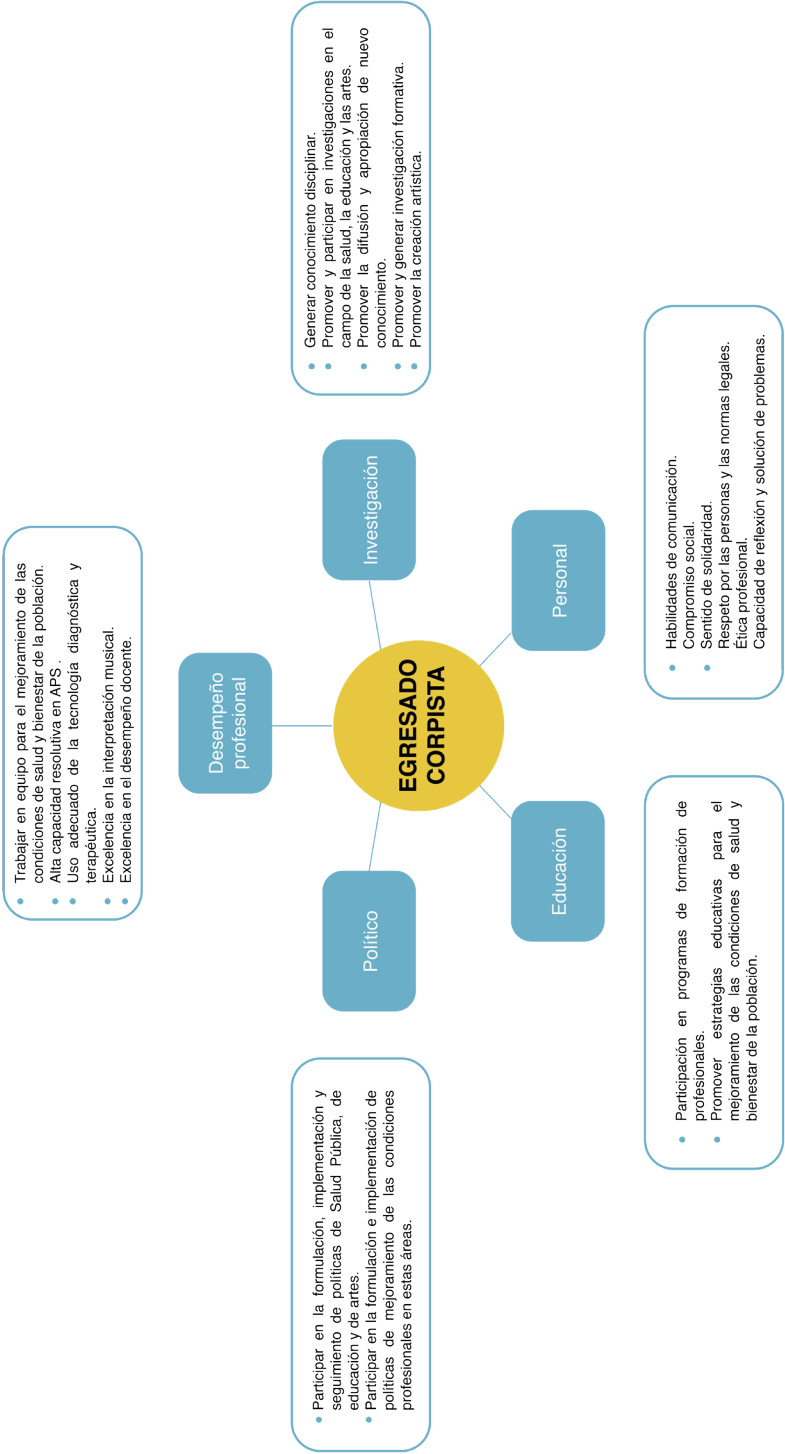 • Trabajar en equipo para el mejoramiento de las
condiciones de salud y bienestar de la población.
• Alta capacidad resolutiva en APS .
• Uso adecuado de la tecnología diagnóstica y
terapéutica.
• Excelencia en la interpretación musical.
• Excelencia en el desempeño docente.
Desempeño
profesional
• Participar en la formulación, implementación y
seguimiento de políticas de Salud Pública, de
educación y de artes.
• Participar en la formulación e implementación de
políticas de mejoramiento de las condiciones
profesionales en estas áreas.
Político
Investigación
• Generar conocimiento disciplinar.
• Promover y participar en investigaciones en el
campo de la salud, la educación y las artes.
• Promover la difusión y apropiación de nuevo
conocimiento.
• Promover y generar investigación formativa.
• Promover la creación artística.
EGRESADO
CORPISTA
Educación
Personal
• Participación en programas de formación de
profesionales.
• Promover estrategias educativas para el
mejoramiento de las condiciones de salud y
bienestar de la población.
• Habilidades de comunicación.
Compromiso social.
• Sentido de solidaridad.
Respeto por las personas y las normas legales.
Ética profesional.
Capacidad de reflexión y solución de problemas.